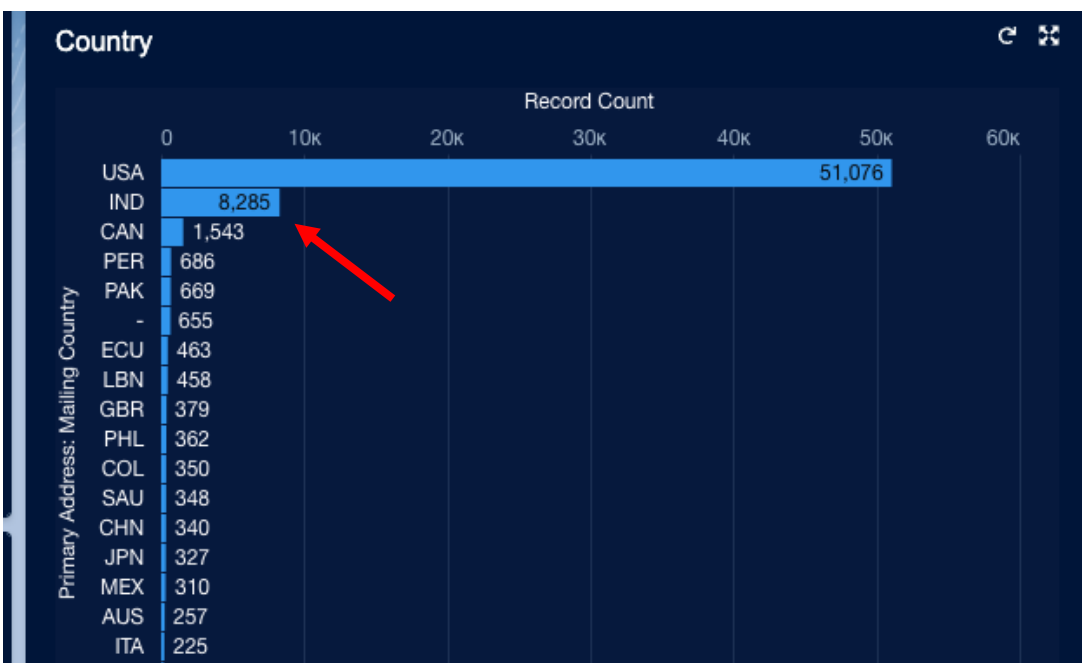 Country
Record Count
0 10K 20K 30K 40K 50K 60K
Primary Address: Mailing Country
USA 51,076
IND 8,285
CAN 1,543
PER 686
PAK 669
- 655
ECU 463
LBN 458
GBR 379
PHL 362
COL 350
SAU 348
CHN 340
JPN 327
MEX 310
AUS 257
ITA 225